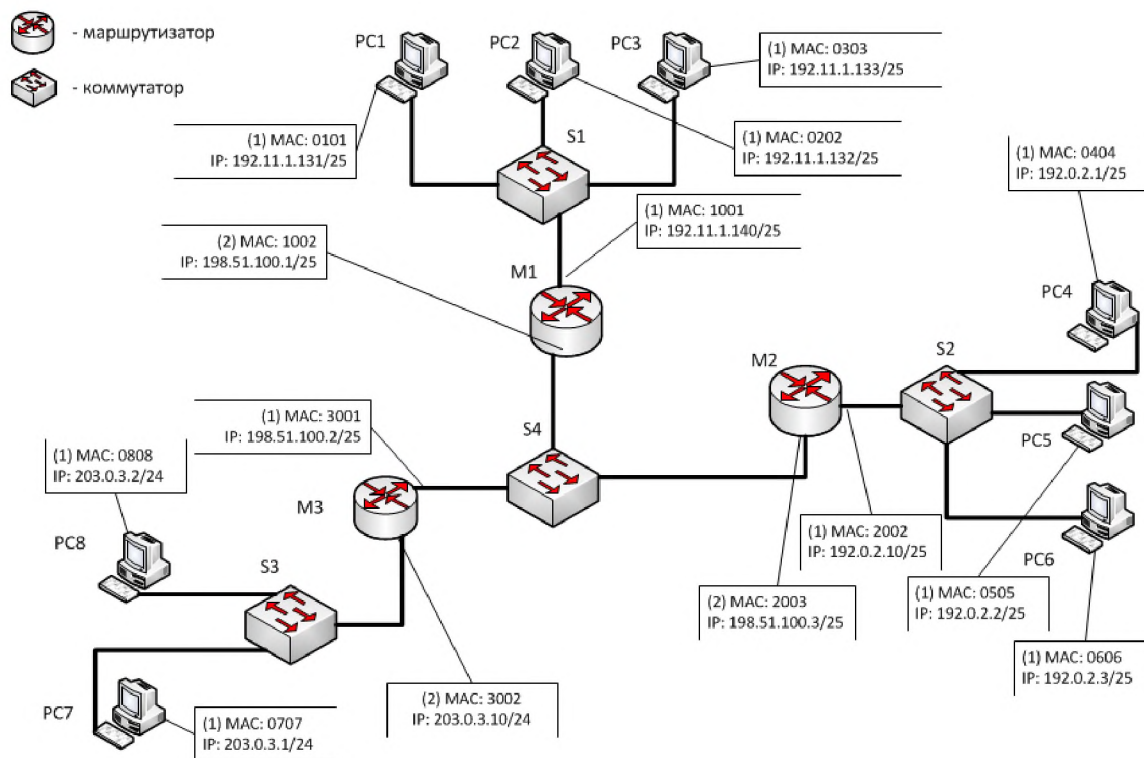 - маршрутизатор
- коммутатор
PC1
PC2
PC3
(1) MAC: 0303
IP: 192.11.1.133/25
(1) MAC: 0101
IP: 192.11.1.131/25
S1
(1) MAC: 0202
IP: 192.11.1.132/25
(1) MAC: 0404
IP: 192.0.2.1/25
(2) MAC: 1002
IP: 198.51.100.1/25
(1) MAC: 1001
IP: 192.11.1.140/25
M1
PC4
M2
S2
(1) MAC: 3001
IP: 198.51.100.2/25
S4
PC5
(1) MAC: 0808
IP: 203.0.3.2/24
M3
PC8
S3
(1) MAC: 2002
IP: 192.0.2.10/25
PC6
(2) MAC: 2003
IP: 198.51.100.3/25
(1) MAC: 0505
IP: 192.0.2.2/25
(1) MAC: 0606
IP: 192.0.2.3/25
PC7
(1) MAC: 0707
IP: 203.0.3.1/24
(2) MAC: 3002
IP: 203.0.3.10/24